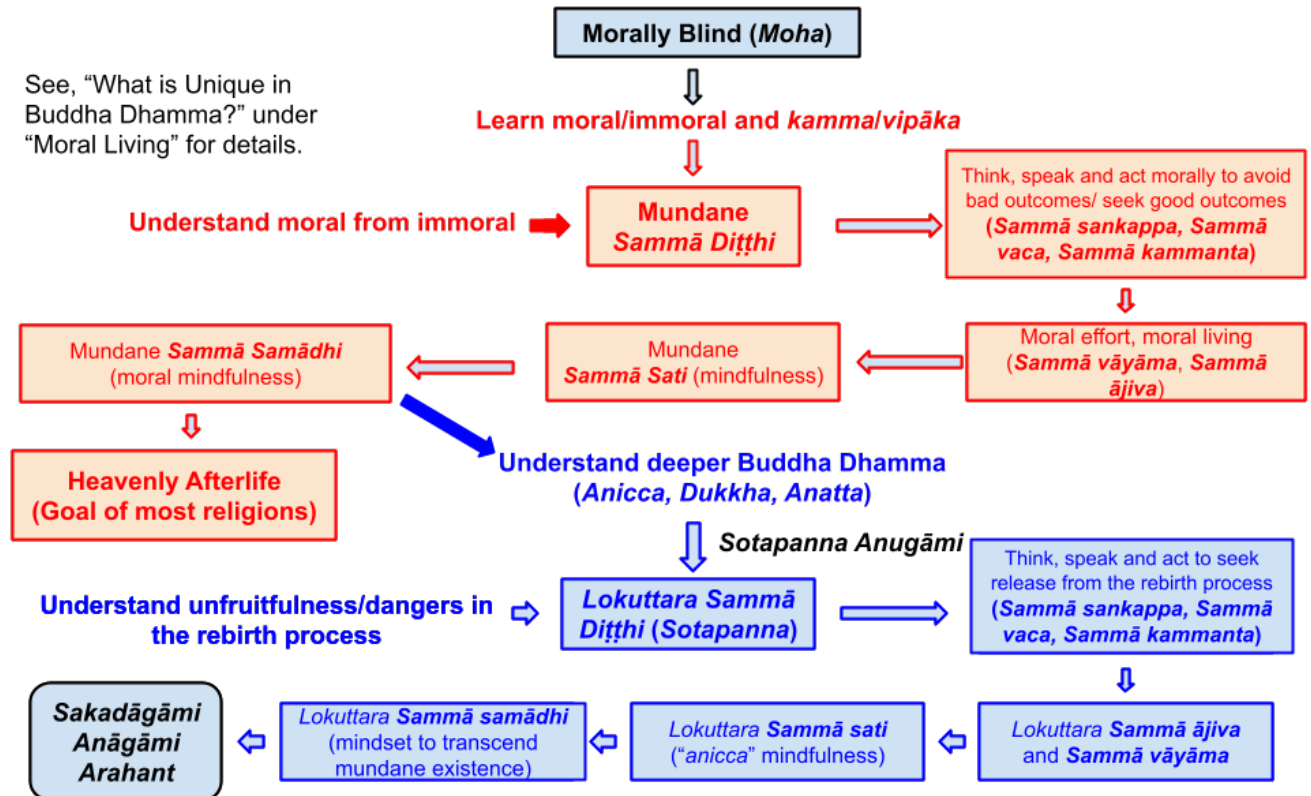 Morally Blind (Moha)
See, “What is Unique in
Buddha Dhamma?” under
“Moral Living” for details.
Learn moral/immoral and kamma/vipāka
Understand moral from immoral
Mundane
Sammā Diṭṭhi
Think, speak and act morally to avoid
bad outcomes/ seek good outcomes
(Sammā sankappa, Sammā
vaca, Sammā kammanta)
Moral effort, moral living
(Sammā vāyāma, Sammā
ājiva)
Mundane
Sammā Sati (mindfulness)
Mundane Sammā Samādhi
(moral mindfulness)
Heavenly Afterlife
(Goal of most religions)
Understand deeper Buddha Dhamma
(Anicca, Dukkha, Anatta)
Sotapanna Anugāmi
Understand unfruitfulness/dangers in
the rebirth process
Lokuttara Sammā
Diṭṭhi (Sotapanna)
Think, speak and act to seek
release from the rebirth process
(Sammā sankappa, Sammā
vaca, Sammā kammanta)
Lokuttara Sammā ājiva
and Sammā vāyāma
Lokuttara Sammā sati
(“anicca” mindfulness)
Lokuttara Sammā samādhi
(mindset to transcend
mundane existence)
Sakadāgāmi
Anāgāmi
Arahant